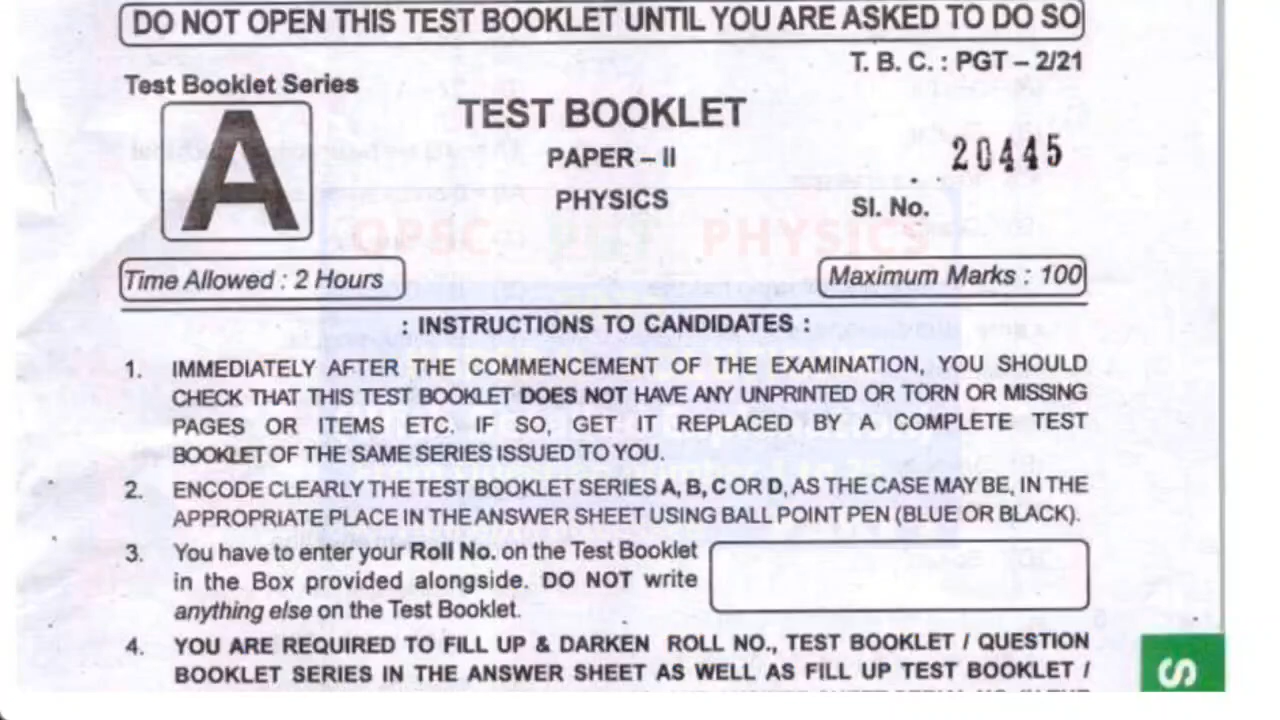 DO NOT OPEN THIS TEST BOOKLET UNTIL YOU ARE ASKED TO DO SO
T. B. C. : PGT – 2/21
Test Booklet Series
A
TEST BOOKLET
PAPER – II
PHYSICS
20445
Sl. No.
OPSC PGT PHYSICS
Time Allowed : 2 Hours
Maximum Marks : 100
: INSTRUCTIONS TO CANDIDATES :
1. IMMEDIATELY AFTER THE COMMENCEMENT OF THE EXAMINATION, YOU SHOULD
CHECK THAT THIS TEST BOOKLET DOES NOT HAVE ANY UNPRINTED OR TORN OR MISSING
PAGES OR ITEMS ETC. IF SO, GET IT REPLACED BY A COMPLETE TEST
BOOKLET OF THE SAME SERIES ISSUED TO YOU.
2. ENCODE CLEARLY THE TEST BOOKLET SERIES A, B, C OR D, AS THE CASE MAY BE, IN THE
APPROPRIATE PLACE IN THE ANSWER SHEET USING BALL POINT PEN (BLUE OR BLACK).
3. You have to enter your Roll No. on the Test Booklet
in the Box provided alongside. DO NOT write
anything else on the Test Booklet.
4. YOU ARE REQUIRED TO FILL UP & DARKEN ROLL NO., TEST BOOKLET / QUESTION
BOOKLET SERIES IN THE ANSWER SHEET AS WELL AS FILL UP TEST BOOKLET /
S